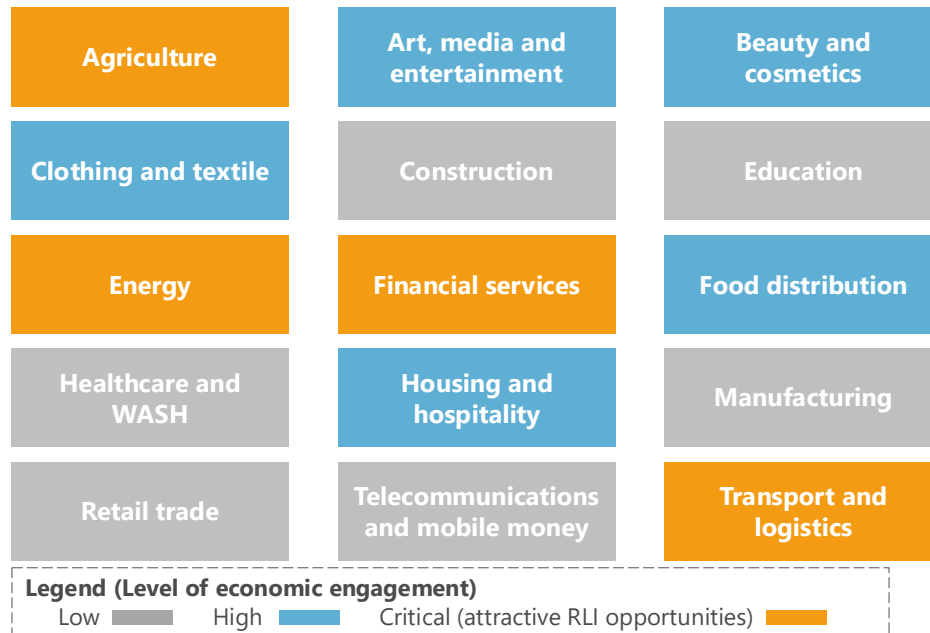 Agriculture
Art, media and
entertainment
Beauty and
cosmetics
Clothing and textile
Construction
Education
Energy
Financial services
Food distribution
Healthcare and
WASH
Housing and
hospitality
Manufacturing
Retail trade
Telecommunications
and mobile money
Transport and
logistics
Legend (Level of economic engagement)
Low High Critical (attractive RLI opportunities)